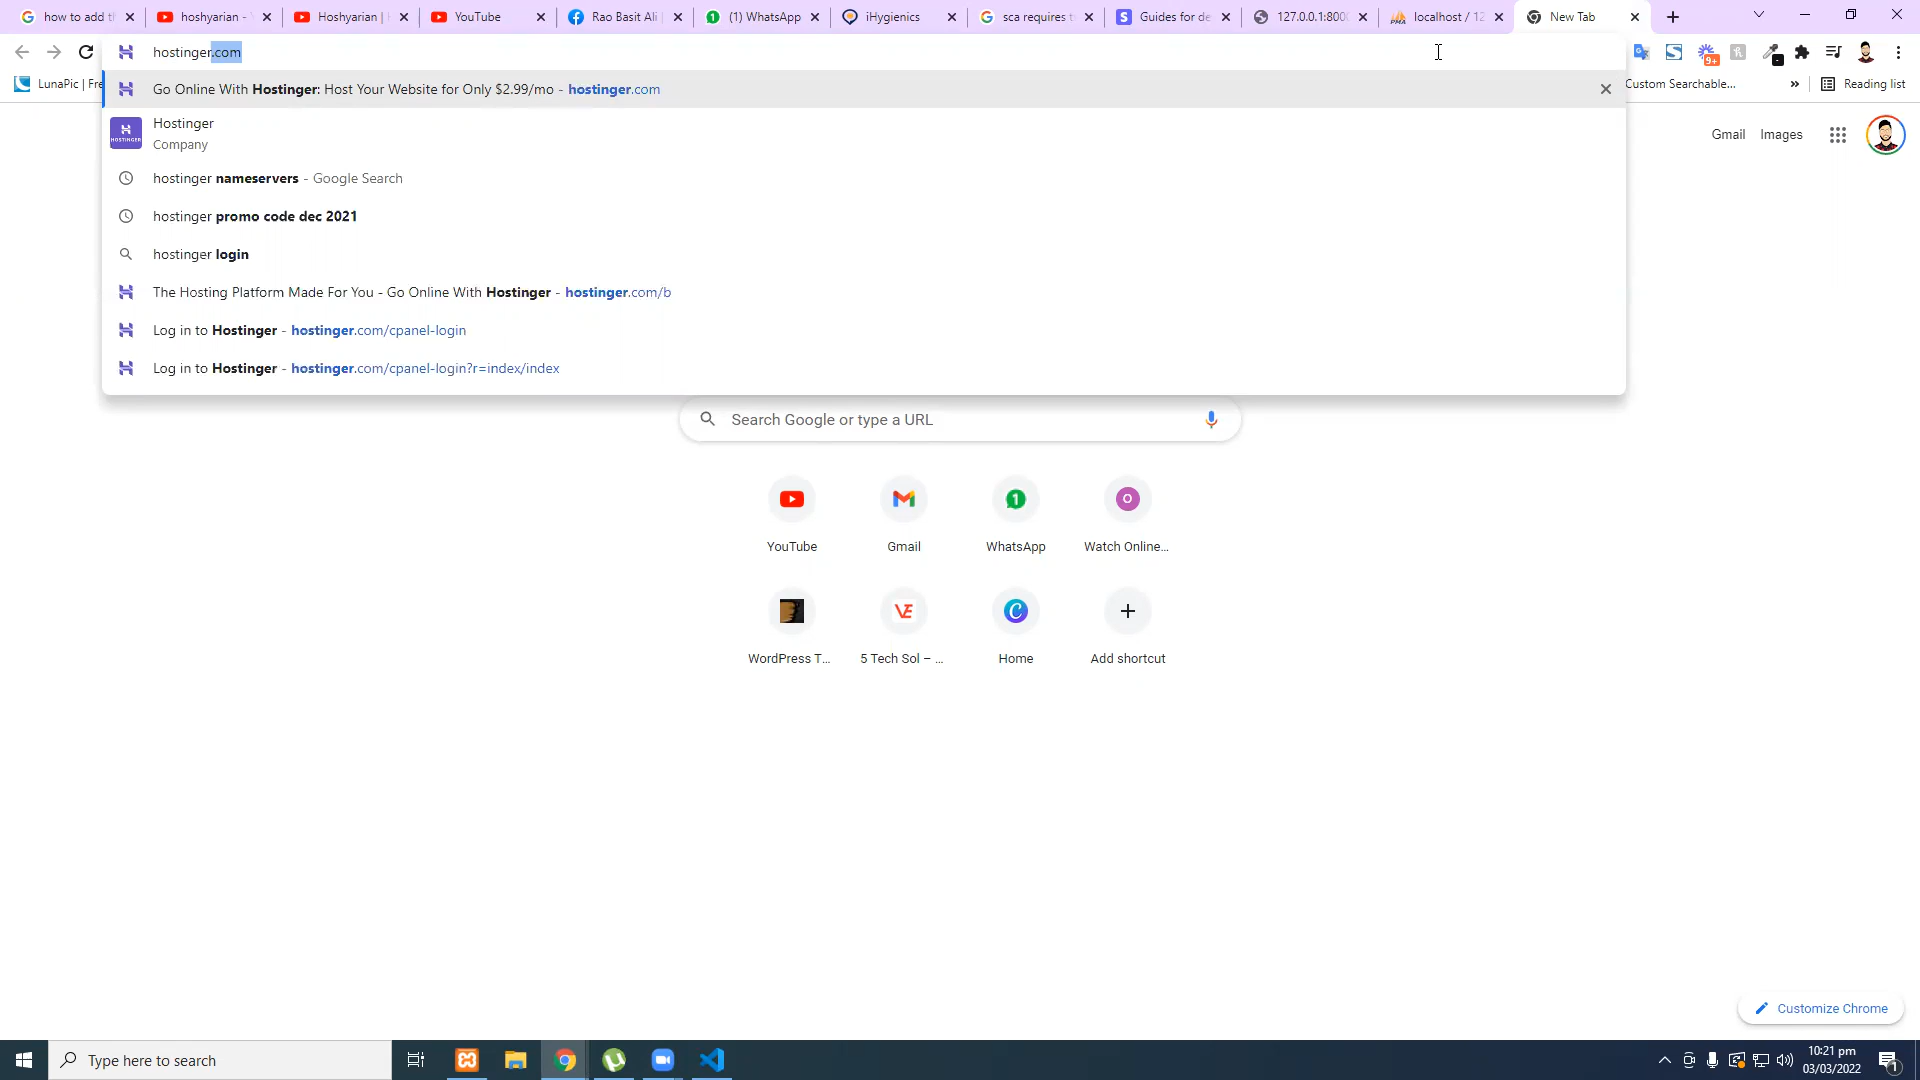 how to add t
hoshyarian -
Hoshyarian |
YouTube
Rao Basit Ali |
(1) WhatsApp
iHygienics
sca requires
Guides for de
127.0.0.1:8000
localhost / 12
New Tab
hostinger.com
LunaPic | Fre
Custom Searchable...
»
Reading list
Go Online With Hostinger: Host Your Website for Only $2.99/mo - hostinger.com
Hostinger
Company
hostinger nameservers - Google Search
hostinger promo code dec 2021
hostinger login
The Hosting Platform Made For You - Go Online With Hostinger - hostinger.com/b
Log in to Hostinger - hostinger.com/cpanel-login
Log in to Hostinger - hostinger.com/cpanel-login?r=index/index
HOSTINGER
9+
Gmail Images
Search Google or type a URL
YouTube
Gmail
WhatsApp
Watch Online...
WordPress T...
5 Tech Sol – ...
Home
Add shortcut
Customize Chrome
Type here to search
10:21 pm
03/03/2022
1